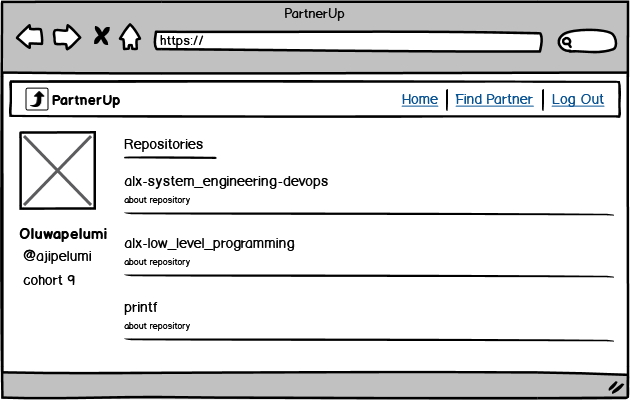 PartnerUp
https://
PartnerUp
Home Find Partner Log Out
Repositories
alx-system_engineering-devops
about repository
Oluwapelumi
@ajipelumi
cohort 9
alx-low_level_programming
about repository
printf
about repository